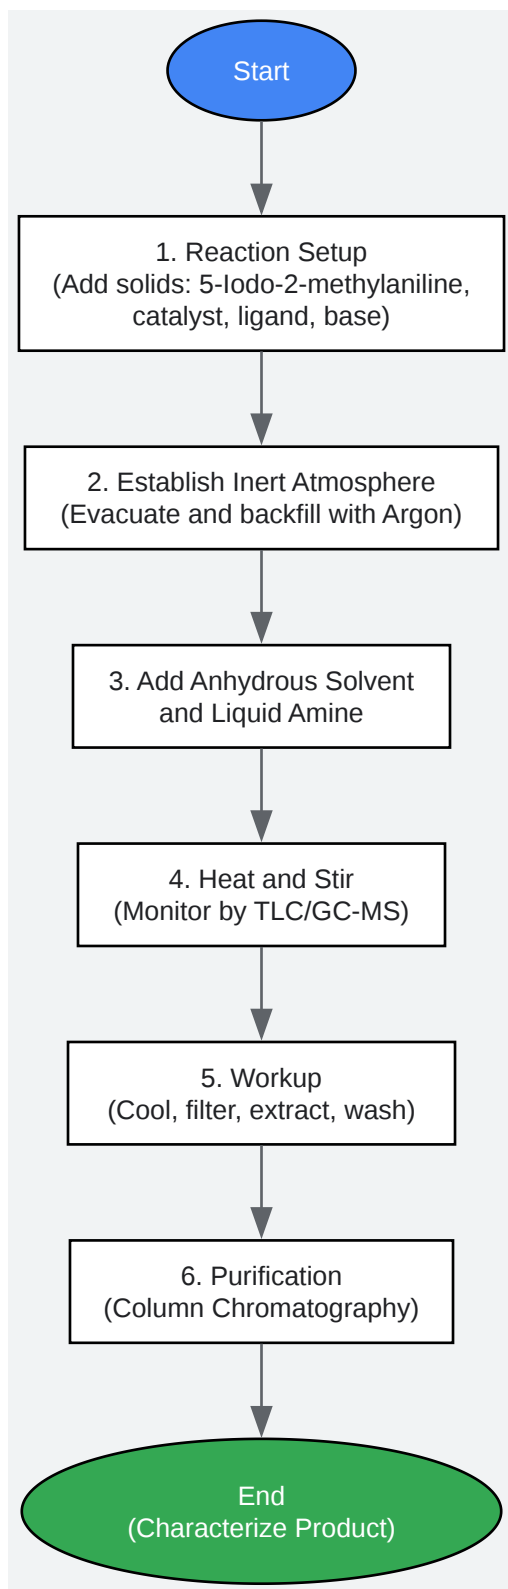 Start
1. Reaction Setup
(Add solids: 5-Iodo-2-methylaniline,
catalyst, ligand, base)
2. Establish Inert Atmosphere
(Evacuate and backfill with Argon)
3. Add Anhydrous Solvent
and Liquid Amine
4. Heat and Stir
(Monitor by TLC/GC-MS)
5. Workup
(Cool, filter, extract, wash)
6. Purification
(Column Chromatography)
End
(Characterize Product)